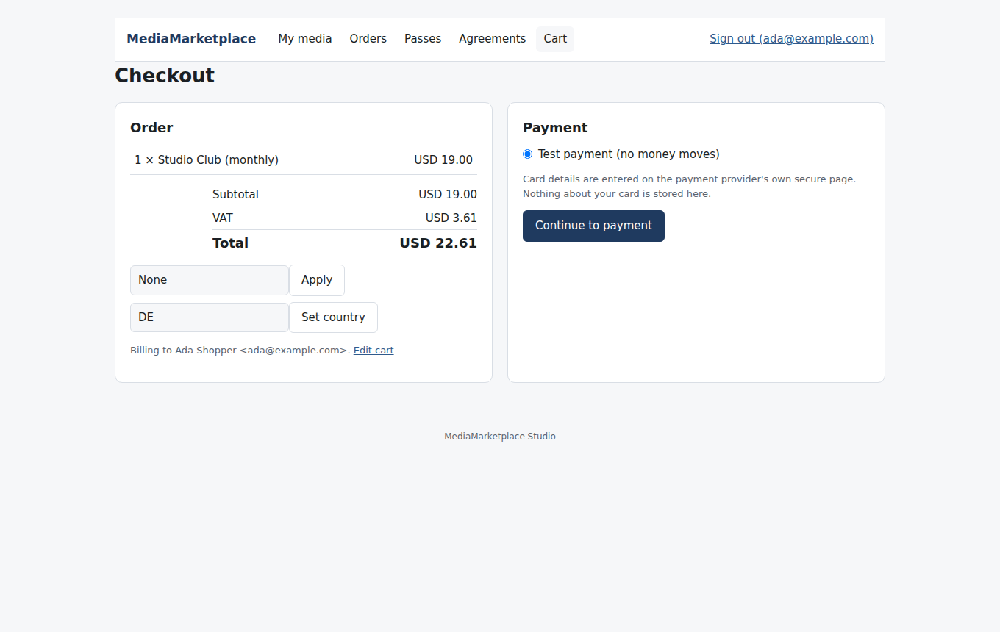 MediaMarketplace My media Orders Passes Agreements Cart Sign out (ada@example.com)
Checkout
Order
1 × Studio Club (monthly) USD 19.00
Subtotal USD 19.00
VAT USD 3.61
Total USD 22.61
None Apply
DE Set country
Billing to Ada Shopper <ada@example.com>. Edit cart
Payment
Test payment (no money moves)
Card details are entered on the payment provider's own secure page.
Nothing about your card is stored here.
Continue to payment
MediaMarketplace Studio